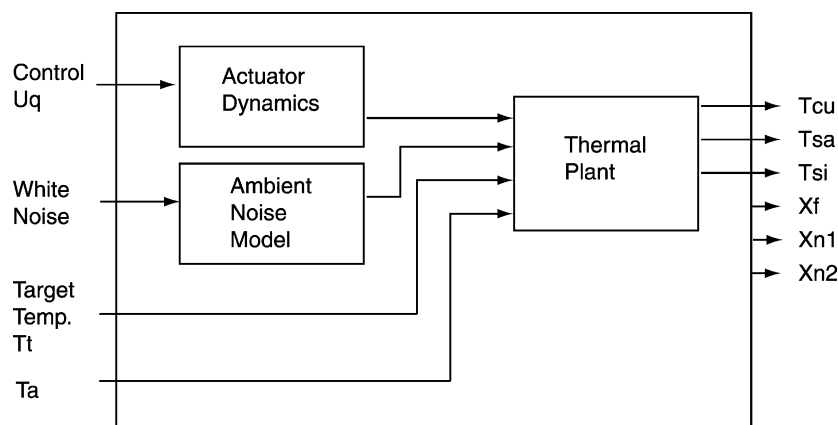 Control
Uq
White
Noise
Target
Temp.
Tt
Ta
Actuator
Dynamics
Ambient
Noise
Model
Thermal
Plant
Tcu
Tsa
Tsi
Xf
Xn1
Xn2